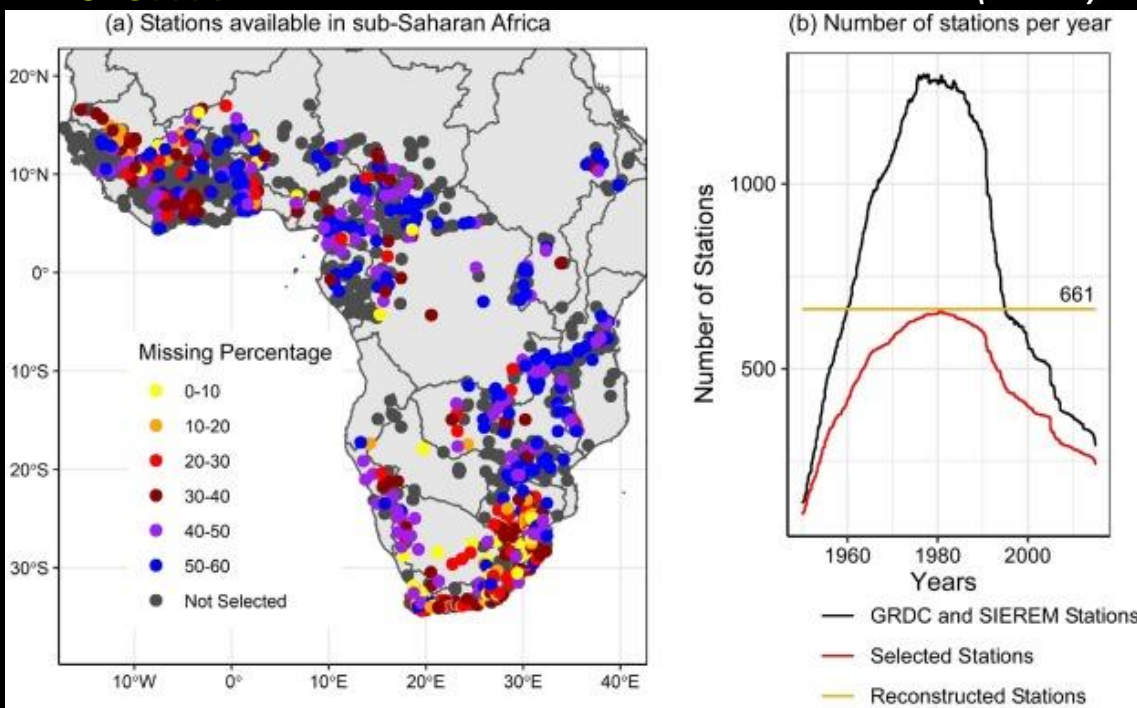 (a) Stations available in sub-Saharan Africa
20°N
10°N
0°
10°S
20°S
30°S
10°W
0°
10°E
20°E
30°E
40°E
Missing Percentage
0-10
10-20
20-30
30-40
40-50
50-60
Not Selected
(b) Number of stations per year
Number of Stations
1000
500
661
1960
1980
2000
Years
GRDC and SIEREM Stations
Selected Stations
Reconstructed Stations